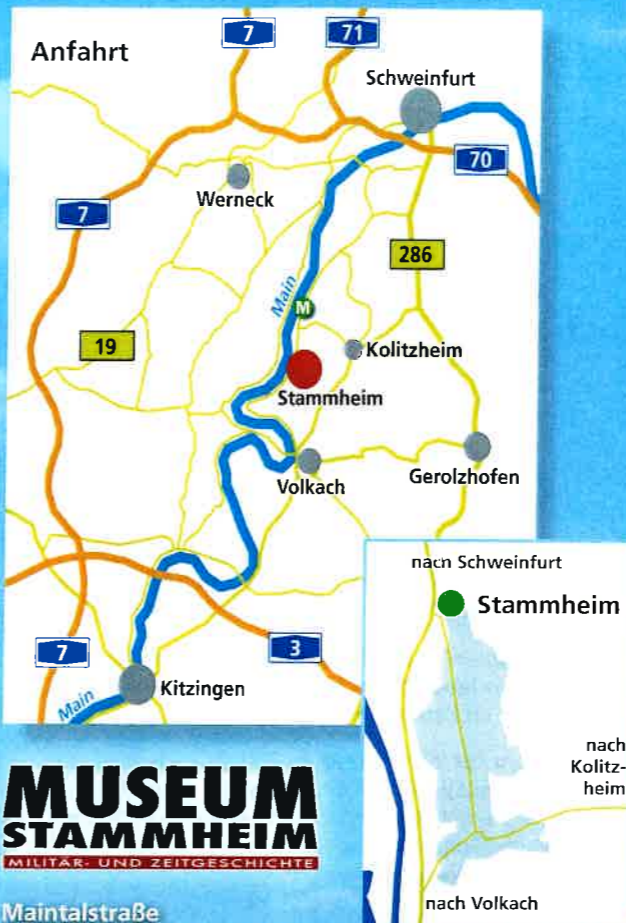 Anfahrt
7
71
Schweinfurt
70
Werneck
7
286
Main
M
19
Kolitzheim
Stammheim
Volkach
Gerolzhofen
7
3
Kitzingen
Main
nach Schweinfurt
Stammheim
nach
Kolitz-
heim
nach Volkach
MUSEUM
STAMMHEIM
MILITÄR- UND ZEITGESCHICHTE
Maintalstraße